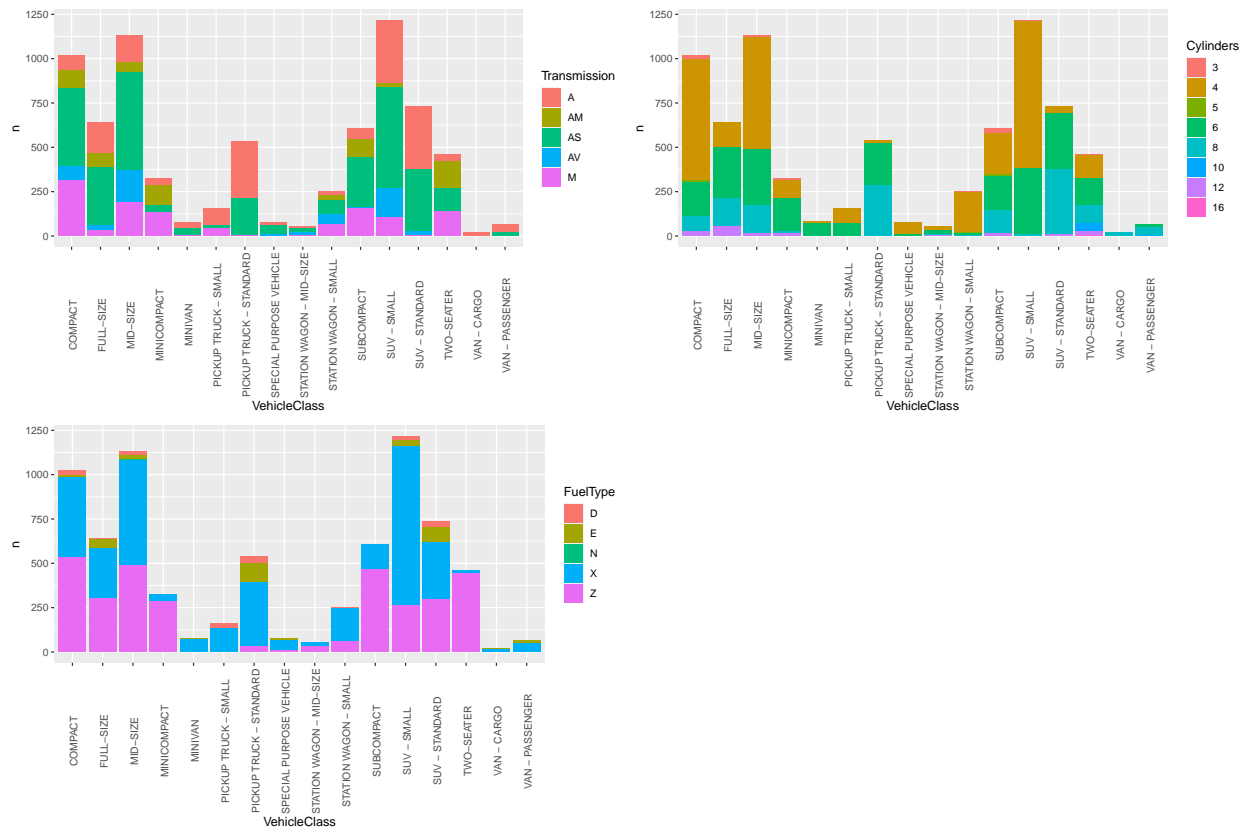 1250
1000
750
500
250
0
n
COMPACT
FULL−SIZE
MID−SIZE
MINICOMPACT
MINIVAN
PICKUP TRUCK − SMALL
PICKUP TRUCK − STANDARD
SPECIAL PURPOSE VEHICLE
STATION WAGON − MID−SIZE
STATION WAGON − SMALL
SUBCOMPACT
SUV − SMALL
SUV − STANDARD
TWO−SEATER
VAN − CARGO
VAN − PASSENGER
VehicleClass
Transmission
A
AM
AS
AV
M
1250
1000
750
500
250
0
n
COMPACT
FULL−SIZE
MID−SIZE
MINICOMPACT
MINIVAN
PICKUP TRUCK − SMALL
PICKUP TRUCK − STANDARD
SPECIAL PURPOSE VEHICLE
STATION WAGON − MID−SIZE
STATION WAGON − SMALL
SUBCOMPACT
SUV − SMALL
SUV − STANDARD
TWO−SEATER
VAN − CARGO
VAN − PASSENGER
VehicleClass
Cylinders
3
4
5
6
8
10
12
16
1250
1000
750
500
250
0
n
COMPACT
FULL−SIZE
MID−SIZE
MINICOMPACT
MINIVAN
PICKUP TRUCK − SMALL
PICKUP TRUCK − STANDARD
SPECIAL PURPOSE VEHICLE
STATION WAGON − MID−SIZE
STATION WAGON − SMALL
SUBCOMPACT
SUV − SMALL
SUV − STANDARD
TWO−SEATER
VAN − CARGO
VAN − PASSENGER
VehicleClass
FuelType
D
E
N
X
Z